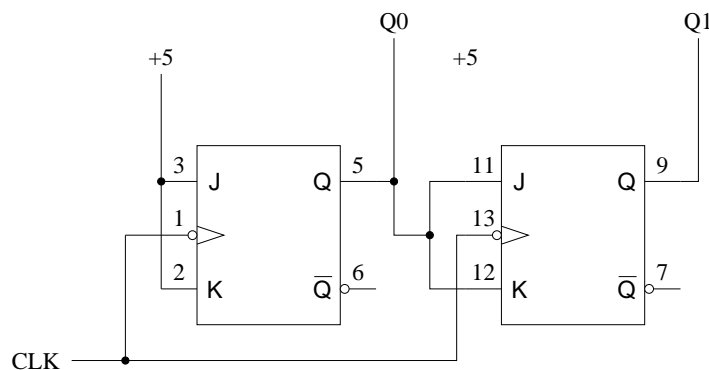 Q0 Q1
+5 +5
3 J Q 5 11 J Q 9
1 13
2 K Q̅ 6 12 K Q̅ 7
CLK